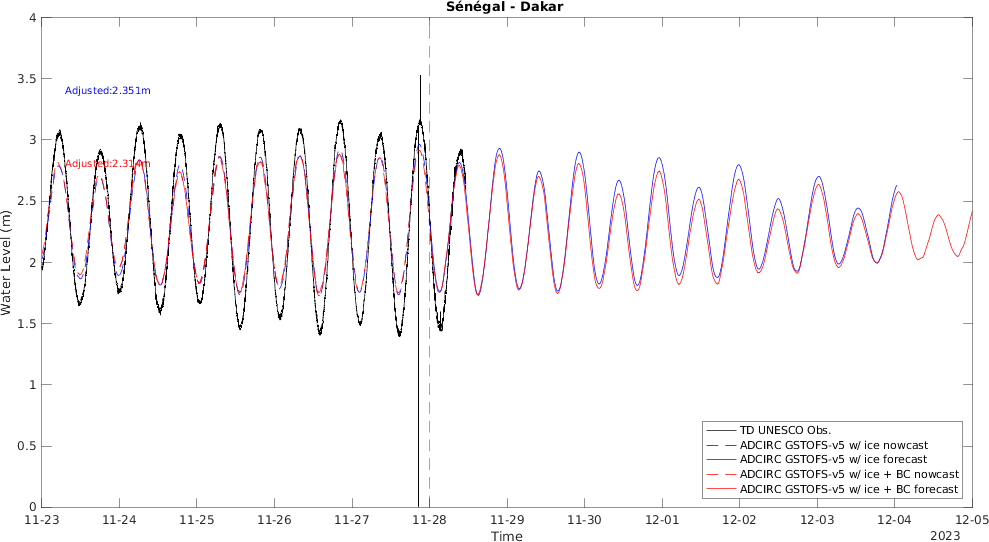 Sénégal - Dakar
4
3.5
3
2.5
2
1.5
1
0.5
0
Water Level (m)
Adjusted:2.351m
Adjusted:2.314m
TD UNESCO Obs.
ADCIRC GSTOFS-v5 w/ ice nowcast
ADCIRC GSTOFS-v5 w/ ice forecast
ADCIRC GSTOFS-v5 w/ ice + BC nowcast
ADCIRC GSTOFS-v5 w/ ice + BC forecast
11-23 11-24 11-25 11-26 11-27 11-28 11-29 11-30 12-01 12-02 12-03 12-04 12-05
Time
2023